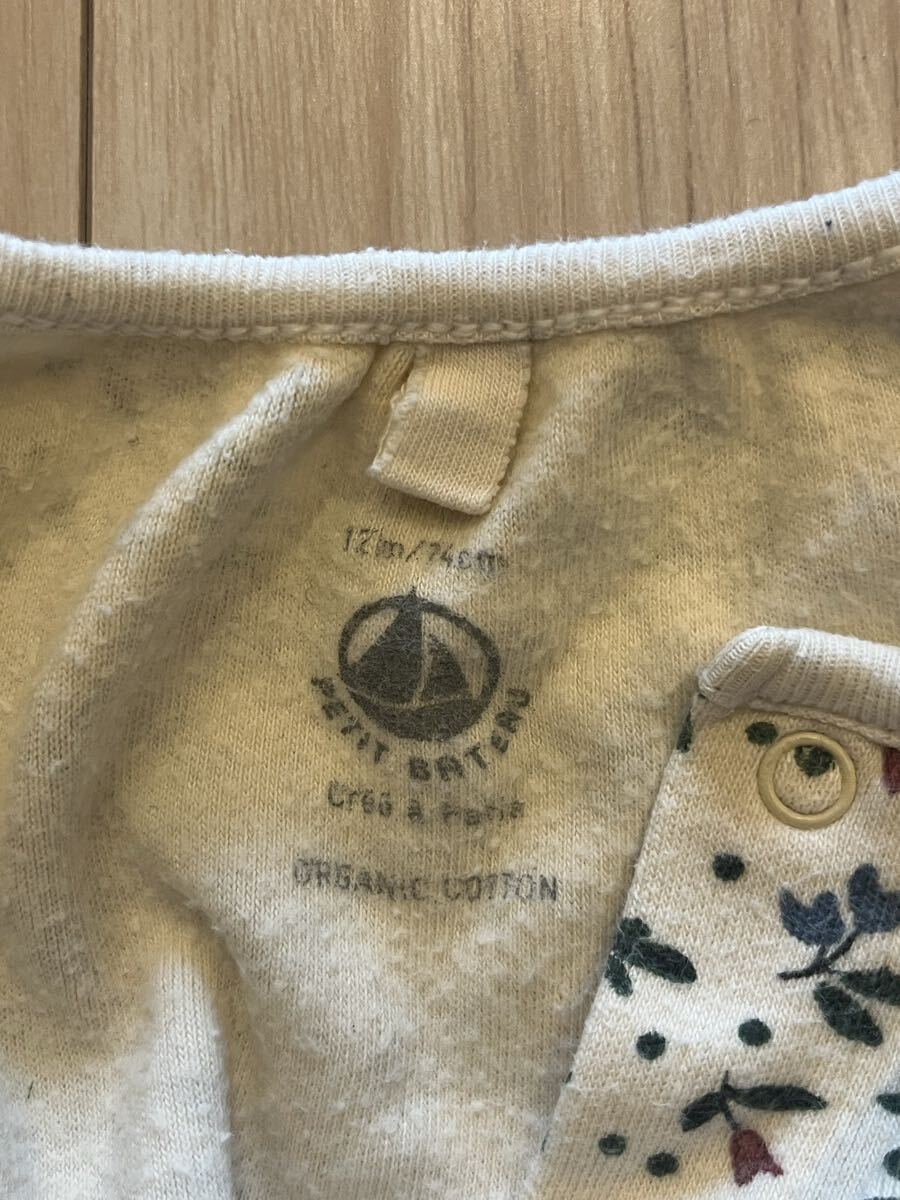 12m/74cm
PETIT BATEAU
Créé à Paris
ORGANIC COTTON